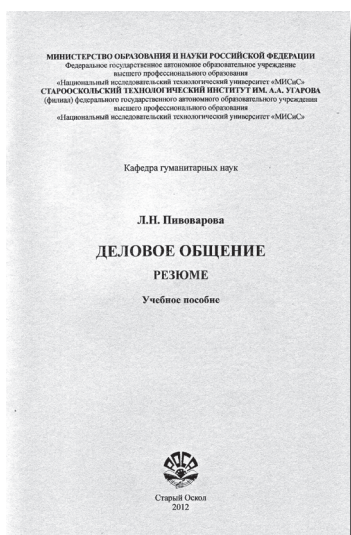 МИНИСТЕРСТВО ОБРАЗОВАНИЯ И НАУКИ РОССИЙСКОЙ ФЕДЕРАЦИИ
Федеральное государственное автономное образовательное учреждение
высшего профессионального образования
«Национальный исследовательский технологический университет «МИСиС»
СТАРООСКОЛЬСКИЙ ТЕХНОЛОГИЧЕСКИЙ ИНСТИТУТ ИМ. А.А. УГАРОВА
(филиал) федерального государственного автономного образовательного учреждения
высшего профессионального образования
«Национальный исследовательский технологический университет «МИСиС»
Кафедра гуманитарных наук
Л.Н. Пивоварова
ДЕЛОВОЕ ОБЩЕНИЕ
РЕЗЮМЕ
Учебное пособие
Старый Оскол
2012